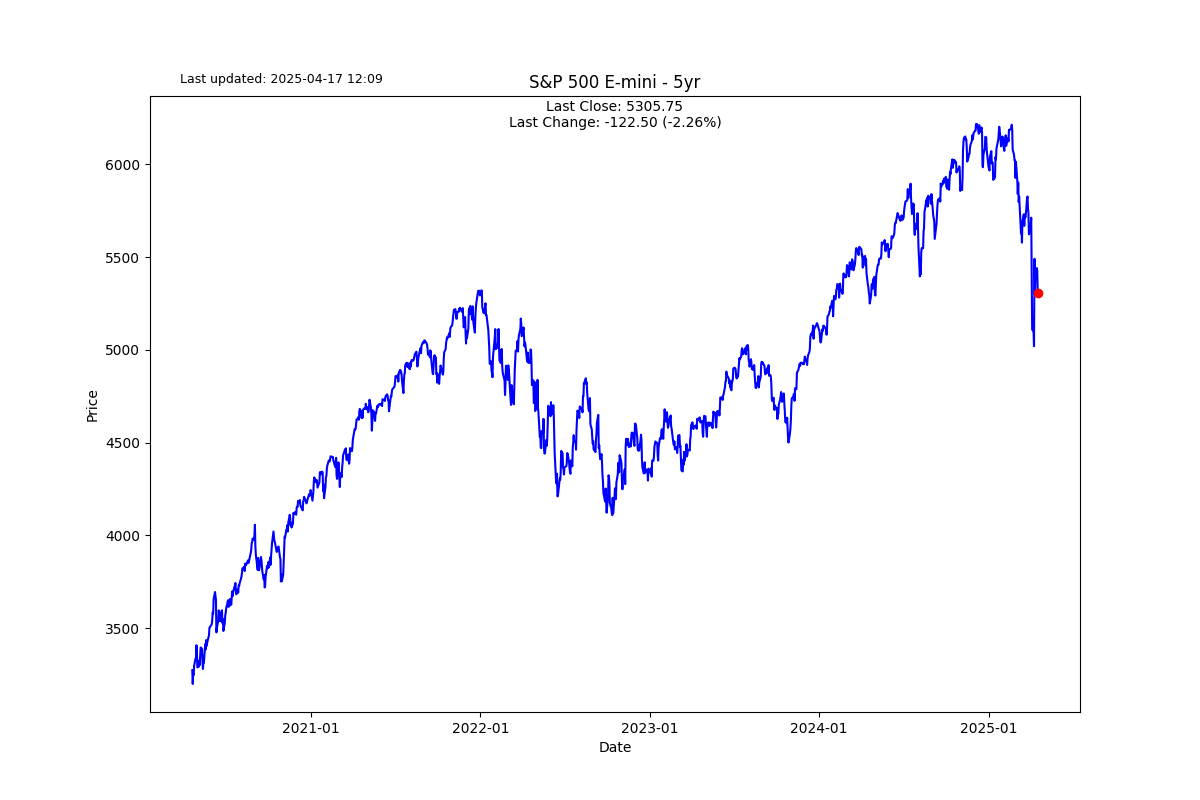 Last updated: 2025-04-17 12:09
S&P 500 E-mini - 5yr
Last Close: 5305.75
Last Change: -122.50 (-2.26%)
6000
5500
5000
4500
4000
3500
Price
2021-01
2022-01
2023-01
2024-01
2025-01
Date